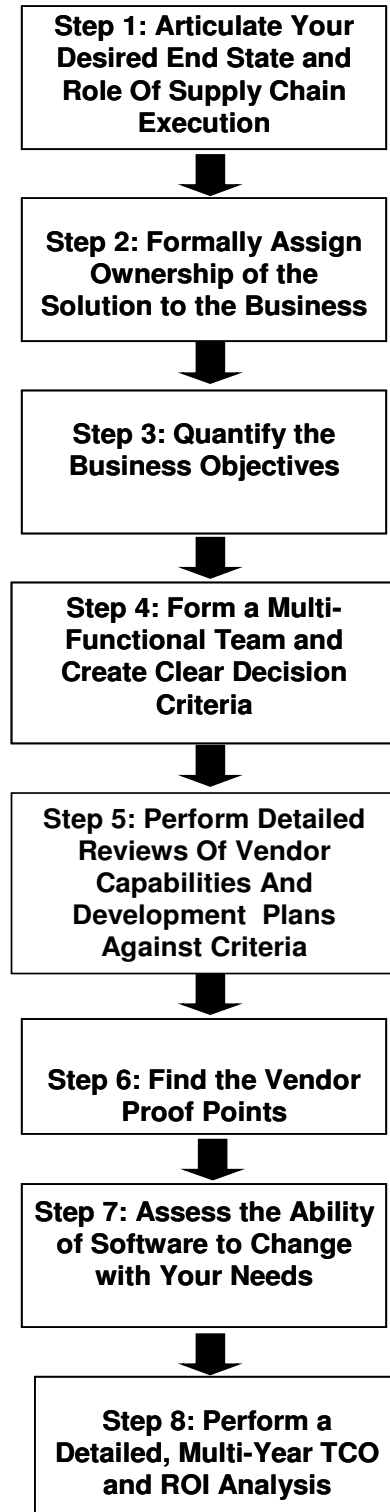 Step 1: Articulate Your
Desired End State and
Role Of Supply Chain
Execution
Step 2: Formally Assign
Ownership of the
Solution to the Business
Step 3: Quantify the
Business Objectives
Step 4: Form a Multi-
Functional Team and
Create Clear Decision
Criteria
Step 5: Perform Detailed
Reviews Of Vendor
Capabilities And
Development Plans
Against Criteria
Step 6: Find the Vendor
Proof Points
Step 7: Assess the Ability
of Software to Change
with Your Needs
Step 8: Perform a
Detailed, Multi-Year TCO
and ROI Analysis